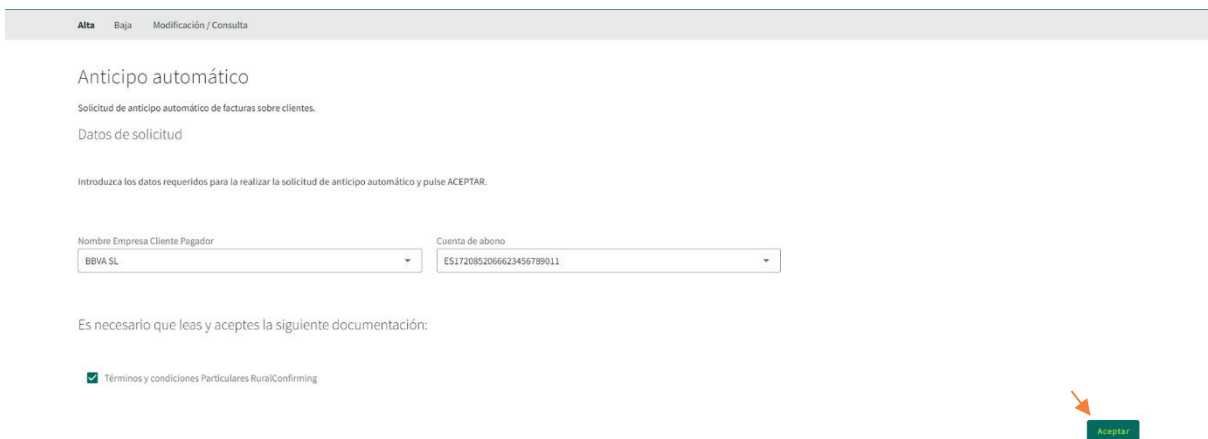 Alta Baja Modificación / Consulta
Anticipo automático
Solicitud de anticipo automático de facturas sobre clientes.
Datos de solicitud
Introduzca los datos requeridos para la realizar la solicitud de anticipo automático y pulse ACEPTAR.
Nombre Empresa Cliente Pagador Cuenta de abono
BBVA SL ES1720852066623456789011
Es necesario que leas y aceptes la siguiente documentación:
Términos y condiciones Particulares RuralConfirming
Aceptar